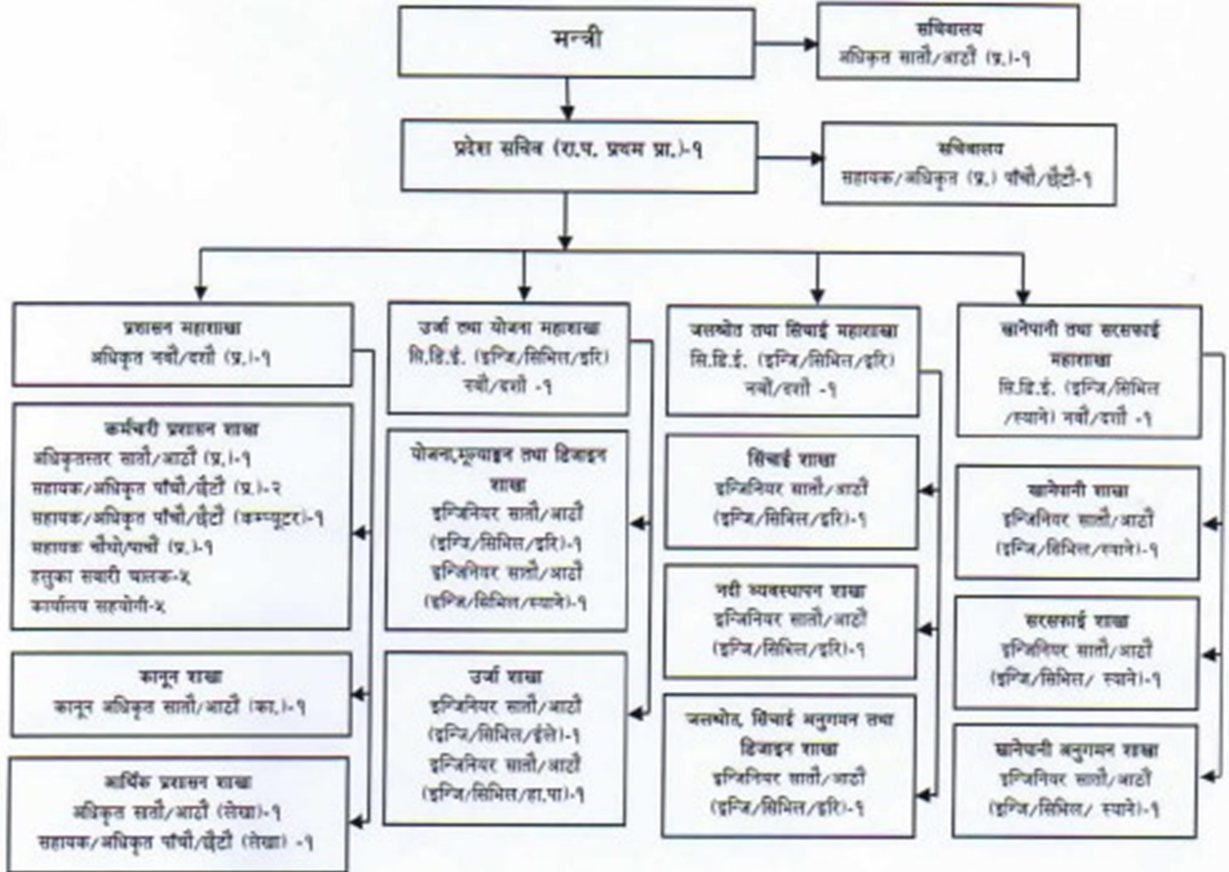 मन्त्री
सचिवालय
अधिकृत सातौ/आठौं (प्र.)-१
प्रदेश सचिव (रा.प. प्रथम प्रा.)-१
सचिवालय
सहायक/अधिकृत (प्र.) पाँचौ/छैटौ-१
प्रशासन महाशाखा
अधिकृत नवौं/दशौं (प्र.)-१
कर्मचरी प्रशासन शाखा
अधिकृतस्तर सातौ/आठौं (प्र.)-१
सहायक/अधिकृत पाँचौ/छैटौं (प्र.)-२
सहायक/अधिकृत पाँचौ/छैटौं (कम्प्यूटर)-१
सहायक चौथो/पाचौं (प्र.)-१
हलुका सवारी चालक-५
कार्यालय सहयोगी-५
कानून शाखा
कानून अधिकृत सातौ/आठौं (का.)-१
आर्थिक प्रशासन शाखा
अधिकृत सातौ/आठौं (लेखा)-१
सहायक/अधिकृत पाँचौ/छैटौ (लेखा) -१
उर्जा तथा योजना महाशाखा
सि.डि.ई. (इन्जि/सिभिल/इरि)
नवौं/दशौ -१
योजना,मूल्याङ्कन तथा डिजाइन
शाखा
इन्जिनियर सातौ/आठौं
(इन्जि/सिभिल/इरि)-१
इन्जिनियर सातौ/आठौं
(इन्जि/सिभिल/स्याने)-१
उर्जा शाखा
इन्जिनियर सातौ/आठौं
(इन्जि/सिभिल/ईले)-१
इन्जिनियर सातौ/आठौं
(इन्जि/सिभिल/हा.पा)-१
जलश्रोत तथा सिंचाई महाशाखा
सि.डि.ई. (इन्जि/सिभिल/इरि)
नवौं/दशौ -१
सिंचाई शाखा
इन्जिनियर सातौ/आठौं
(इन्जि/सिभिल/इरि)-१
नदी व्यवस्थापन शाखा
इन्जिनियर सातौ/आठौं
(इन्जि/सिभिल/इरि)-१
जलश्रोत, सिंचाई अनुगमन तथा
डिजाइन शाखा
इन्जिनियर सातौ/आठौं
(इन्जि/सिभिल/इरि)-१
खानेपानी तथा सरसफाई
महाशाखा
सि.डि.ई. (इन्जि/सिभिल
/स्याने) नवौं/दशौ -१
खानेपानी शाखा
इन्जिनियर सातौ/आठौं
(इन्जि/सिभिल/स्याने)-१
सरसफाई शाखा
इन्जिनियर सातौ/आठौं
(इन्जि/सिभिल/ स्याने)-१
खानेपानी अनुगमन शाखा
इन्जिनियर सातौ/आठौं
(इन्जि/सिभिल/ स्याने)-१